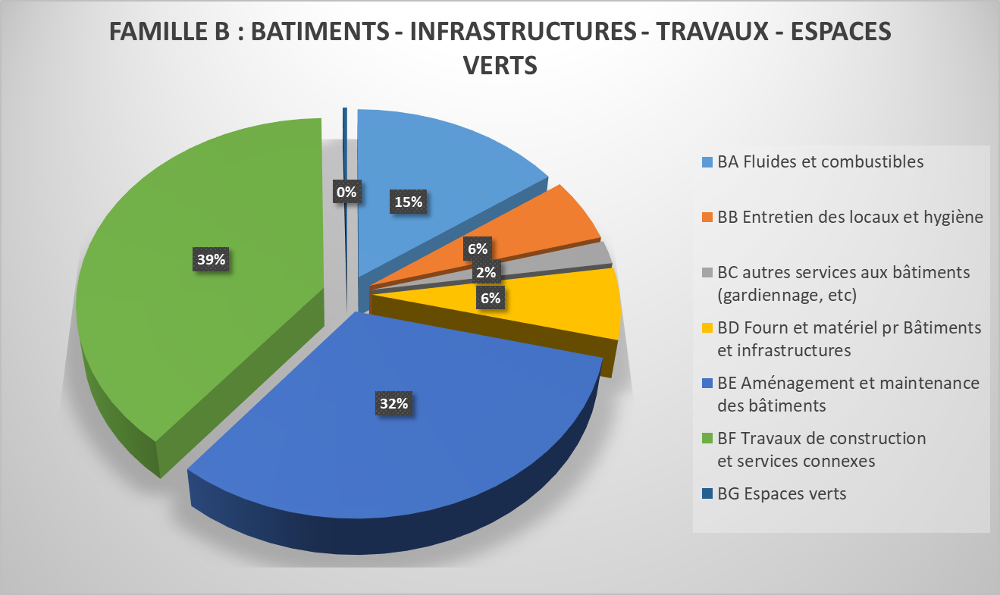 FAMILLE B : BATIMENTS - INFRASTRUCTURES - TRAVAUX - ESPACES
VERTS
0%
15%
6%
2%
6%
39%
32%
BA Fluides et combustibles
BB Entretien des locaux et hygiène
BC autres services aux bâtiments
(gardiennage, etc)
BD Fourn et matériel pr Bâtiments
et infrastructures
BE Aménagement et maintenance
des bâtiments
BF Travaux de construction
et services connexes
BG Espaces verts